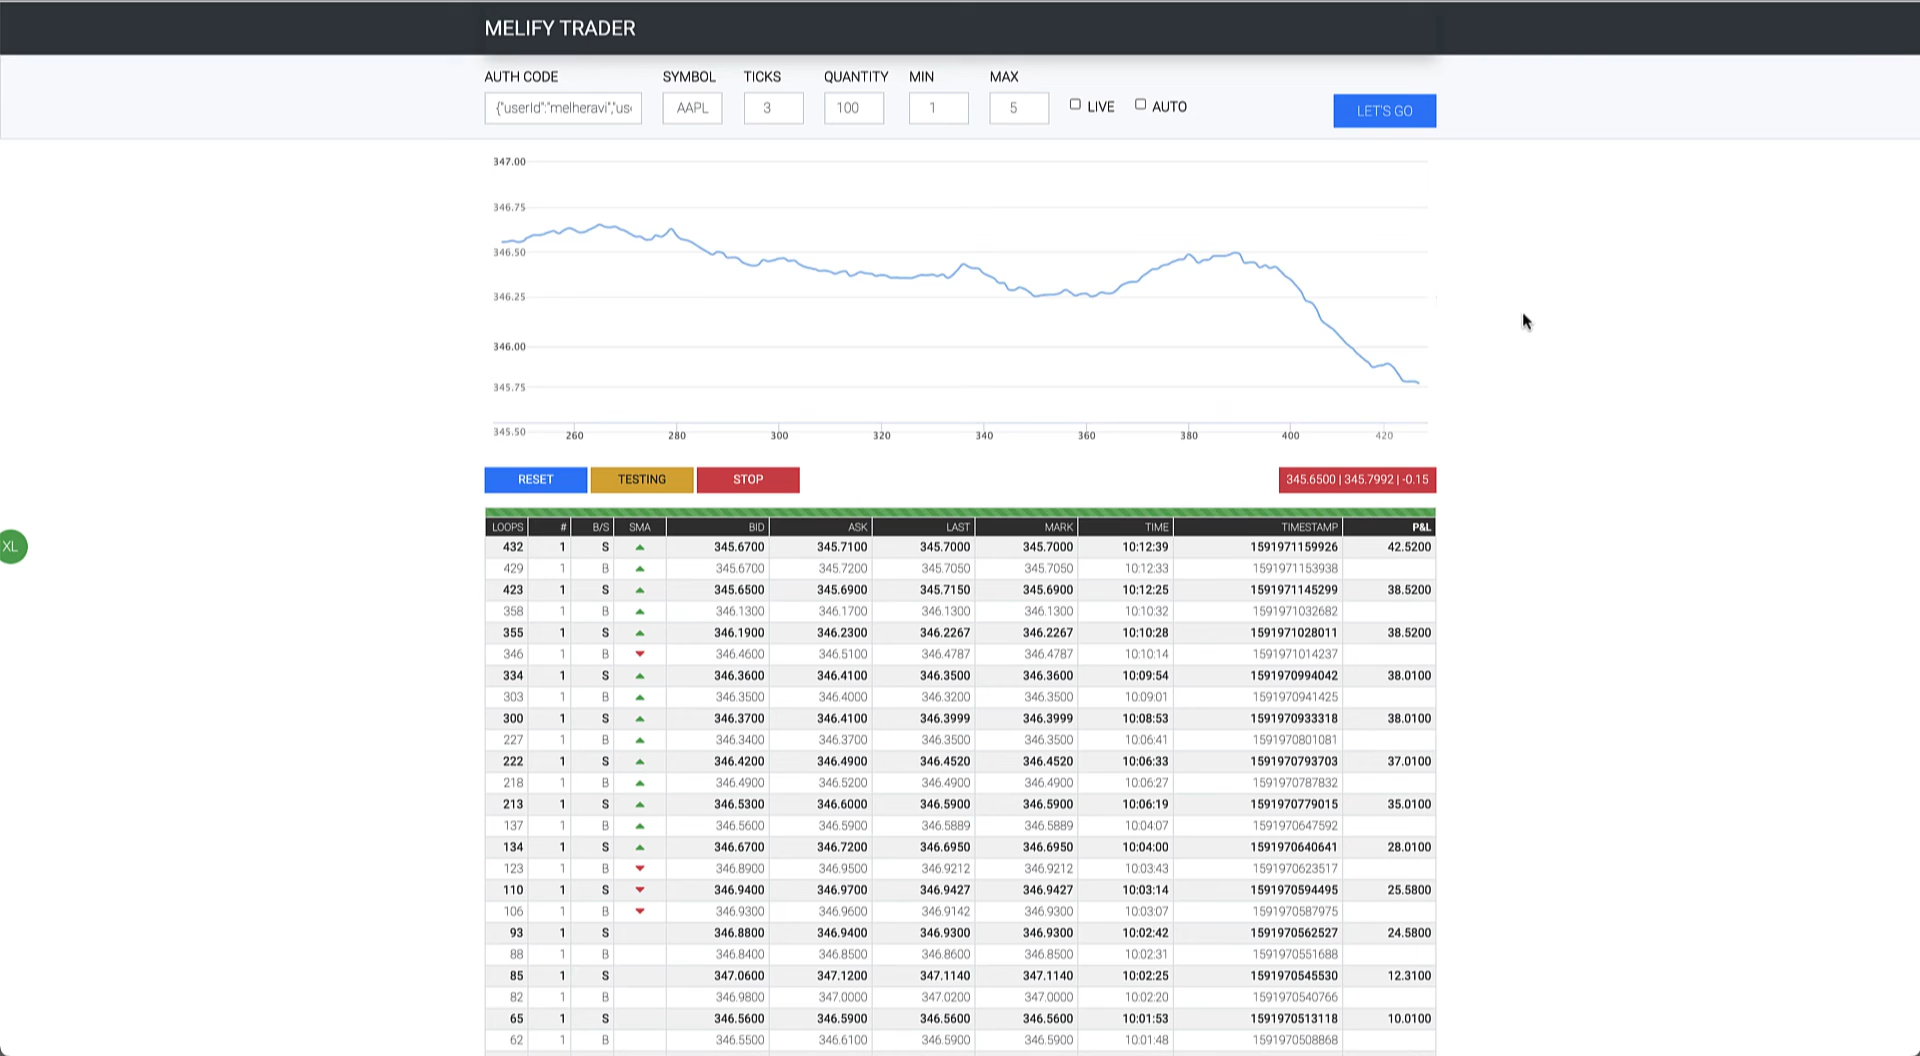 MELIFY TRADER
AUTH CODE SYMBOL TICKS QUANTITY MIN MAX
{"userId":"melheravi","us AAPL 3 100 1 5 LIVE AUTO LET'S GO
347.00
346.75
346.50
346.25
346.00
345.75
345.50
260 280 300 320 340 360 380 400 420
RESET TESTING STOP 345.6500 | 345.7992 | -0.15
LOOPS # B/S SMA BID ASK LAST MARK TIME TIMESTAMP P&L
432 1 S 345.6700 345.7100 345.7000 345.7000 10:12:39 1591971159926 42.5200
429 1 B 345.6700 345.7200 345.7050 345.7050 10:12:33 1591971153938
423 1 S 345.6500 345.6900 345.7150 345.6900 10:12:25 1591971145299 38.5200
358 1 B 346.1300 346.1700 346.1300 346.1300 10:10:32 1591971032682
355 1 S 346.1900 346.2300 346.2267 346.2267 10:10:28 1591971028011 38.5200
346 1 B 346.4600 346.5100 346.4787 346.4787 10:10:14 1591971014237
XL
334 1 S 346.3600 346.4100 346.3500 346.3600 10:09:54 1591970994042 38.0100
303 1 B 346.3500 346.4000 346.3200 346.3500 10:09:01 1591970941425
300 1 S 346.3700 346.4100 346.3999 346.3999 10:08:53 1591970933318 38.0100
227 1 B 346.3400 346.3700 346.3500 346.3500 10:06:41 1591970801081
222 1 S 346.4200 346.4900 346.4520 346.4520 10:06:33 1591970793703 37.0100
218 1 B 346.4900 346.5200 346.4900 346.4900 10:06:27 1591970787832
213 1 S 346.5300 346.6000 346.5900 346.5900 10:06:19 1591970779015 35.0100
137 1 B 346.5600 346.5900 346.5889 346.5889 10:04:07 1591970647592
134 1 S 346.6700 346.7200 346.6950 346.6950 10:04:00 1591970640641 28.0100
123 1 B 346.8900 346.9500 346.9212 346.9212 10:03:43 1591970623517
110 1 S 346.9400 346.9700 346.9427 346.9427 10:03:14 1591970594495 25.5800
106 1 B 346.9300 346.9600 346.9142 346.9300 10:03:07 1591970587975
93 1 S 346.8800 346.9400 346.9300 346.9300 10:02:42 1591970562527 24.5800
88 1 B 346.8400 346.8500 346.8600 346.8500 10:02:31 1591970551688
85 1 S 347.0600 347.1200 347.1140 347.1140 10:02:25 1591970545530 12.3100
82 1 B 346.9800 347.0000 347.0200 347.0000 10:02:20 1591970540766
65 1 S 346.5600 346.5900 346.5600 346.5600 10:01:53 1591970513118 10.0100
62 1 B 346.5500 346.6100 346.5900 346.5900 10:01:48 1591970508868